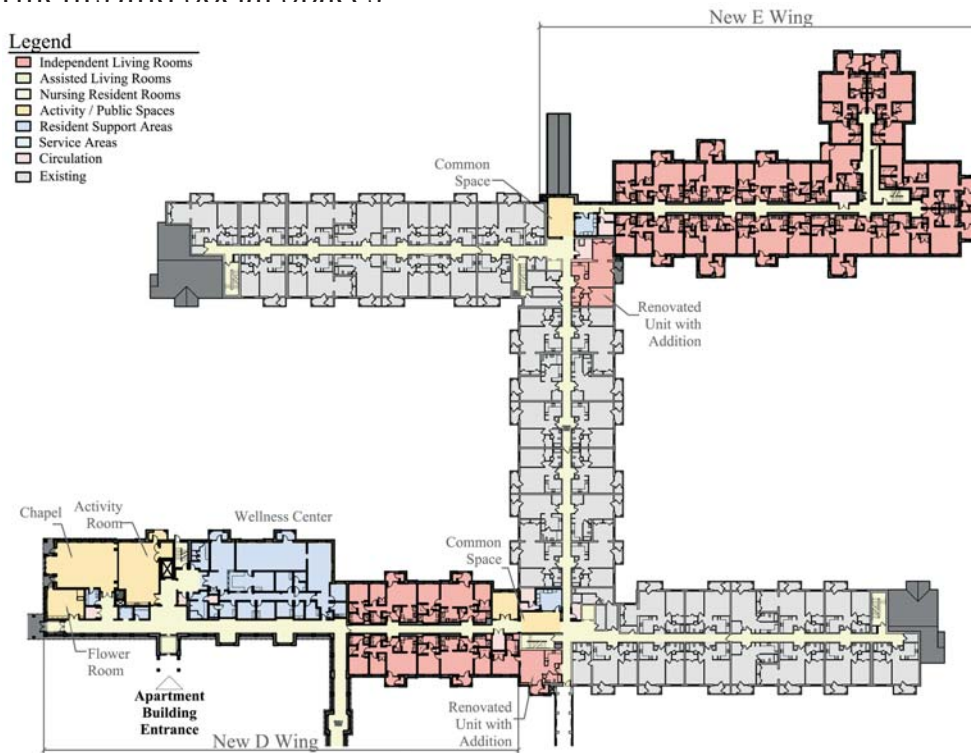 New E Wing
Legend
Independent Living Rooms
Assisted Living Rooms
Nursing Resident Rooms
Activity / Public Spaces
Resident Support Areas
Service Areas
Circulation
Existing
Common
Space
Renovated
Unit with
Addition
Chapel
Activity
Room
Wellness Center
Common
Space
Flower
Room
Apartment
Building
Entrance
Renovated
Unit with
Addition
New D Wing